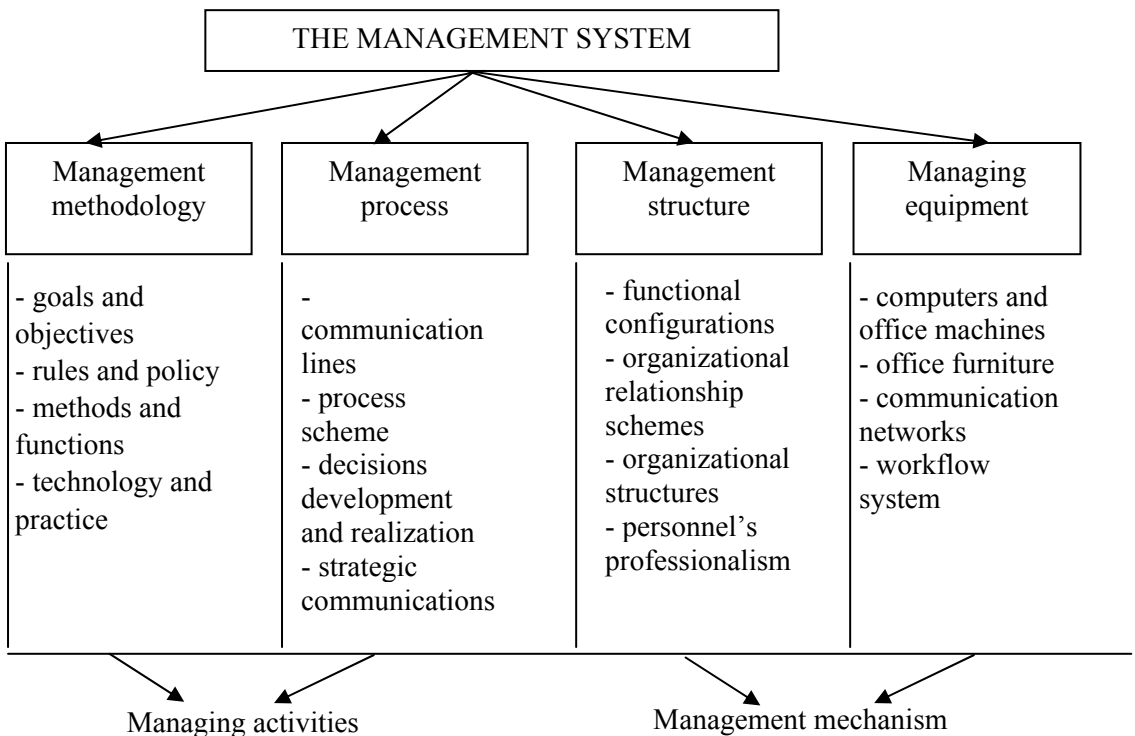 THE MANAGEMENT SYSTEM
Management
methodology
Management
process
Management
structure
Managing
equipment
- goals and
objectives
- rules and policy
- methods and
functions
- technology and
practice
-
communication
lines
- process
scheme
- decisions
development
and realization
- strategic
communications
- functional
configurations
- organizational
relationship
schemes
- organizational
structures
- personnel’s
professionalism
- computers and
office machines
- office furniture
- communication
networks
- workflow
system
Managing activities
Management mechanism